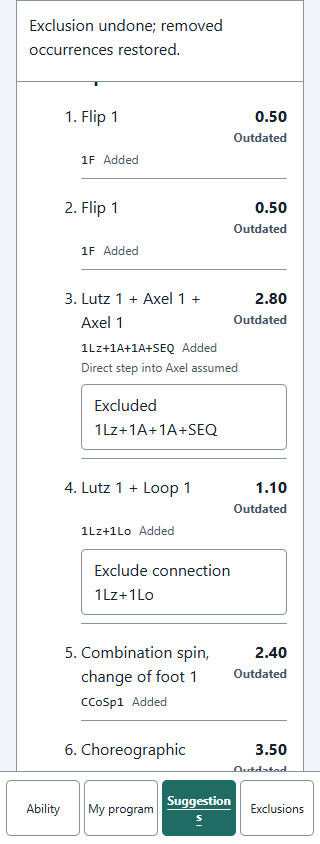 Exclusion undone; removed
occurrences restored.
1. Flip 1 0.50
Outdated
1F Added
2. Flip 1 0.50
Outdated
1F Added
3. Lutz 1 + Axel 1 + 2.80
Axel 1 Outdated
1Lz+1A+1A+SEQ Added
Direct step into Axel assumed
Excluded
1Lz+1A+1A+SEQ
4. Lutz 1 + Loop 1 1.10
Outdated
1Lz+1Lo Added
Exclude connection
1Lz+1Lo
5. Combination spin, 2.40
change of foot 1 Outdated
CCoSp1 Added
6. Choreographic 3.50
Outdated
Ability
My program
Suggestion
s
Exclusions